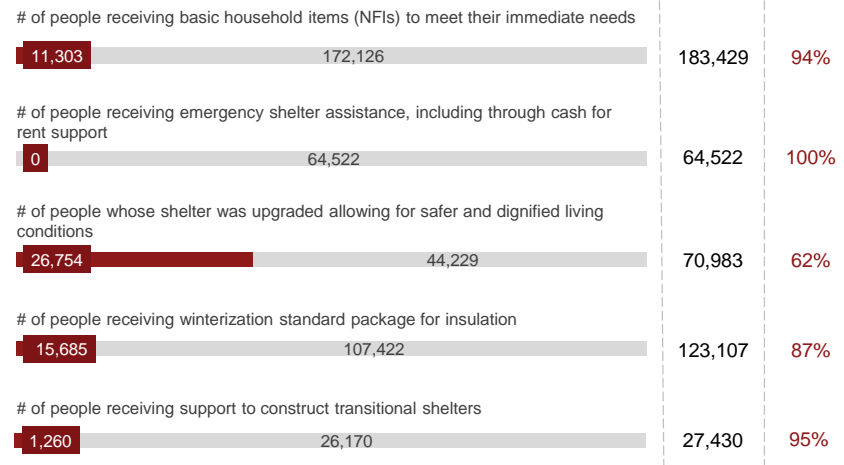 # of people receiving basic household items (NFIs) to meet their immediate needs
11,303 172,126 183,429 94%
# of people receiving emergency shelter assistance, including through cash for
rent support
0 64,522 64,522 100%
# of people whose shelter was upgraded allowing for safer and dignified living
conditions
26,754 44,229 70,983 62%
# of people receiving winterization standard package for insulation
15,685 107,422 123,107 87%
# of people receiving support to construct transitional shelters
1,260 26,170 27,430 95%